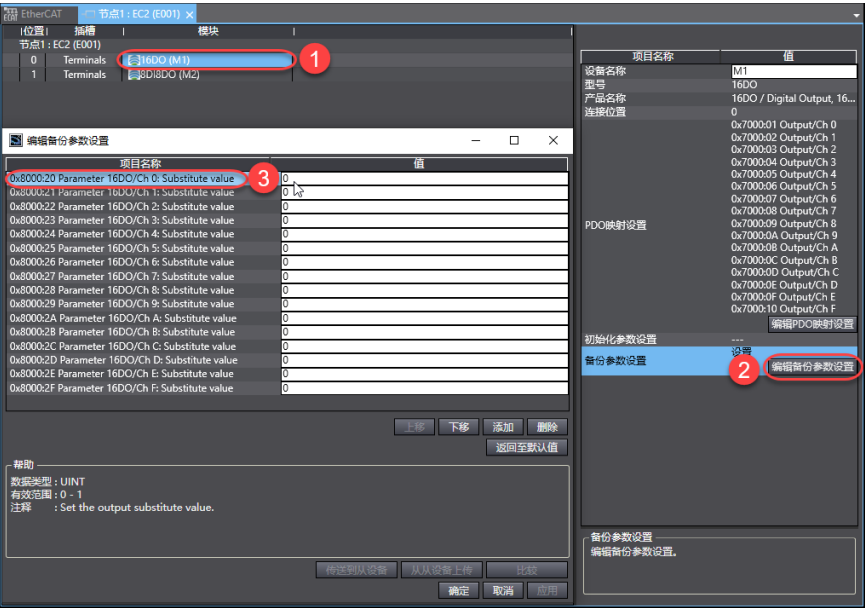 EtherCAT 节点1 : EC2 (E001) ×
|位置| 插槽 | 模块 |
节点1 : EC2 (E001)
0 Terminals 16DO (M1)
1 Terminals 8DI8DO (M2)
1
编辑备份参数设置
项目名称 值
0x8000:20 Parameter 16DO/Ch 0: Substitute value 0
3
0x8000:21 Parameter 16DO/Ch 1: Substitute value 0
0x8000:22 Parameter 16DO/Ch 2: Substitute value 0
0x8000:23 Parameter 16DO/Ch 3: Substitute value 0
0x8000:24 Parameter 16DO/Ch 4: Substitute value 0
0x8000:25 Parameter 16DO/Ch 5: Substitute value 0
0x8000:26 Parameter 16DO/Ch 6: Substitute value 0
0x8000:27 Parameter 16DO/Ch 7: Substitute value 0
0x8000:28 Parameter 16DO/Ch 8: Substitute value 0
0x8000:29 Parameter 16DO/Ch 9: Substitute value 0
0x8000:2A Parameter 16DO/Ch A: Substitute value 0
0x8000:2B Parameter 16DO/Ch B: Substitute value 0
0x8000:2C Parameter 16DO/Ch C: Substitute value 0
0x8000:2D Parameter 16DO/Ch D: Substitute value 0
0x8000:2E Parameter 16DO/Ch E: Substitute value 0
0x8000:2F Parameter 16DO/Ch F: Substitute value 0
上移 下移 添加 删除
返回至默认值
帮助
数据类型 : UINT
有效范围 : 0 - 1
注释 : Set the output substitute value.
传送到从设备 从从设备上传 比较
确定 取消 应用
项目名称 值
设备名称 M1
型号 16DO
产品名称 16DO / Digital Output, 16...
连接位置 0
PDO映射设置
0x7000:01 Output/Ch 0
0x7000:02 Output/Ch 1
0x7000:03 Output/Ch 2
0x7000:04 Output/Ch 3
0x7000:05 Output/Ch 4
0x7000:06 Output/Ch 5
0x7000:07 Output/Ch 6
0x7000:08 Output/Ch 7
0x7000:09 Output/Ch 8
0x7000:0A Output/Ch 9
0x7000:0B Output/Ch A
0x7000:0C Output/Ch B
0x7000:0D Output/Ch C
0x7000:0E Output/Ch D
0x7000:0F Output/Ch E
0x7000:10 Output/Ch F
编辑PDO映射设置
初始化参数设置 ---
备份参数设置 设置
2
编辑备份参数设置
备份参数设置
编辑备份参数设置。